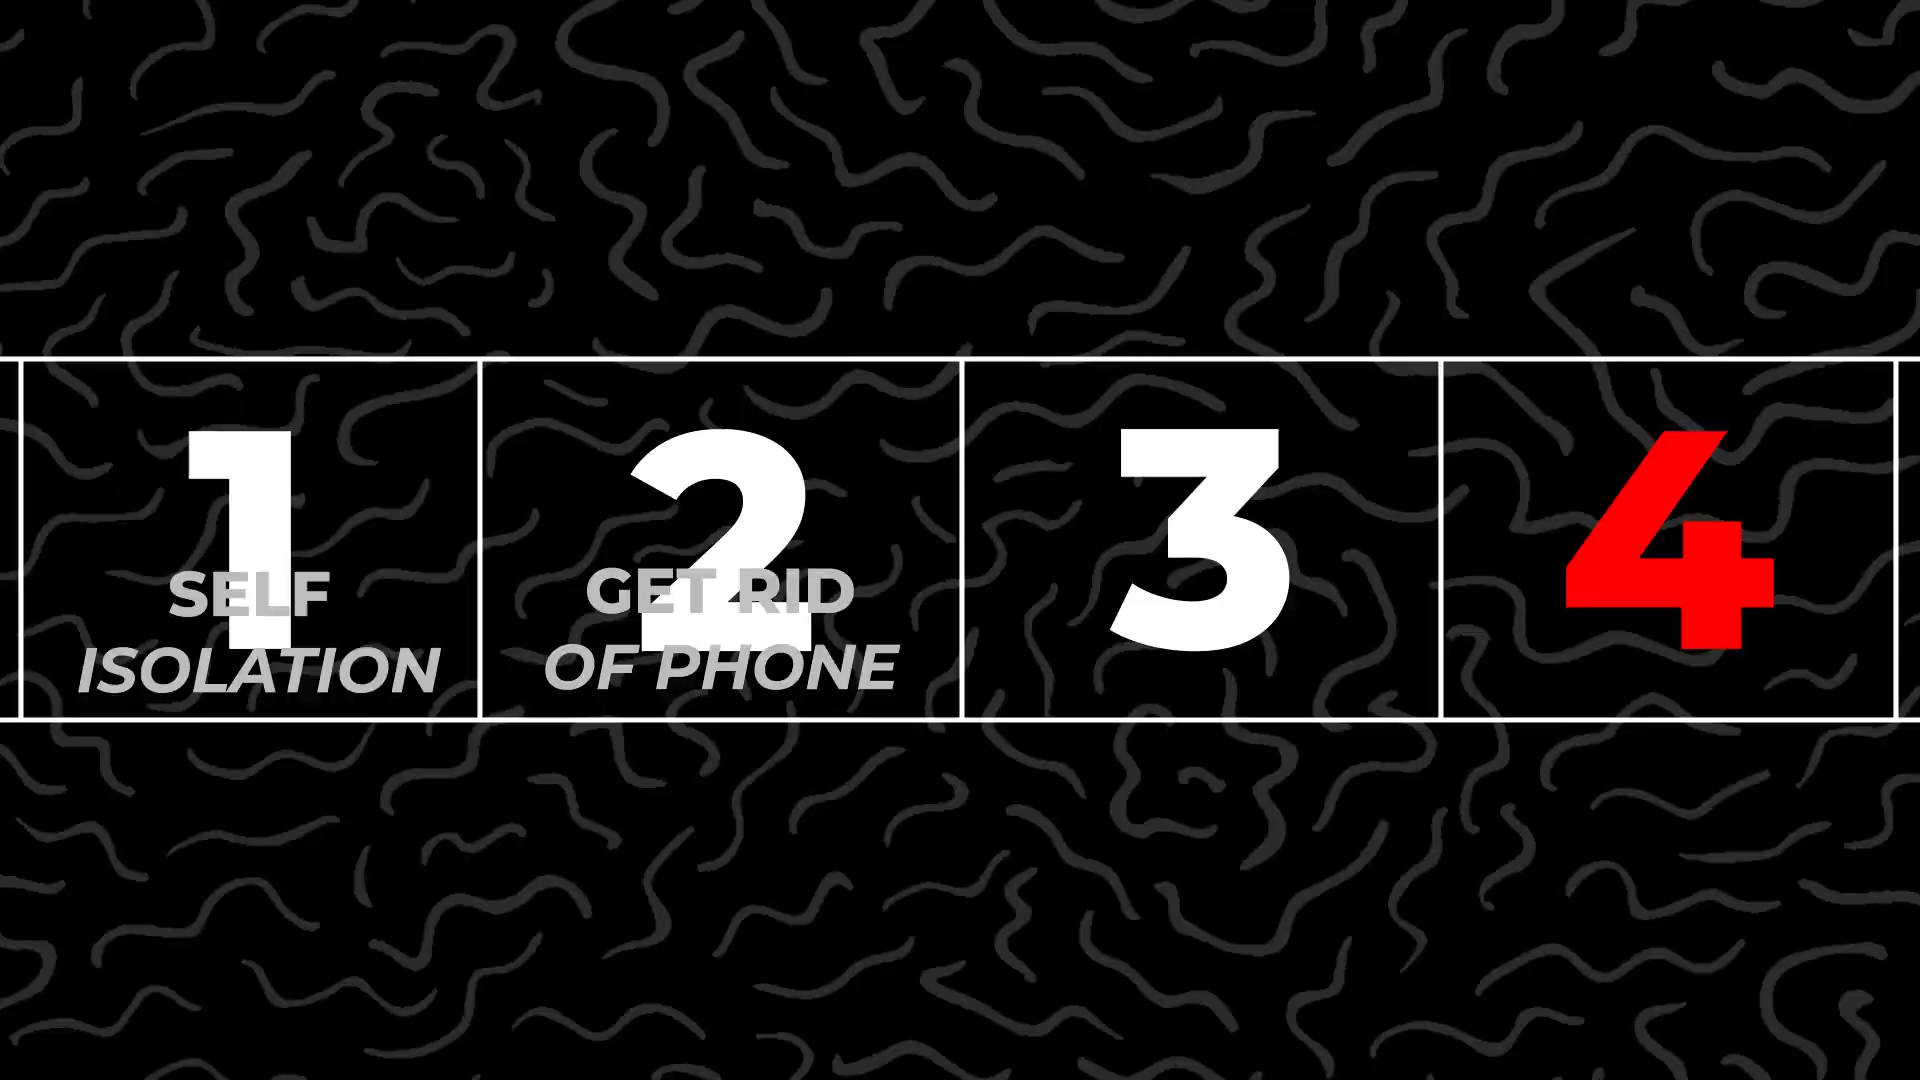 1
SELF
ISOLATION
2
GET RID
OF PHONE
3
4